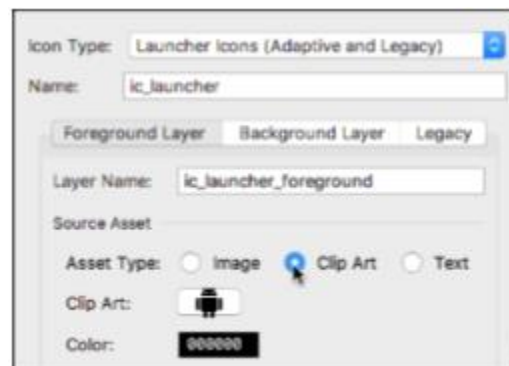 Icon Type: Launcher Icons (Adaptive and Legacy)
Name: ic_launcher
Foreground Layer Background Layer Legacy
Layer Name: ic_launcher_foreground
Source Asset
Asset Type: Image Clip Art Text
Clip Art:
Color: 000000